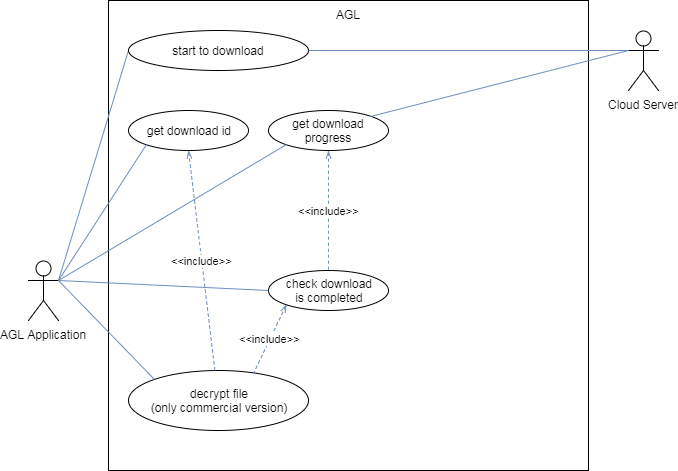 AGL
start to download
Cloud Server
get download id
get download
progress
<<include>>
<<include>>
check download
is completed
AGL Application
<<include>>
decrypt file
(only commercial version)